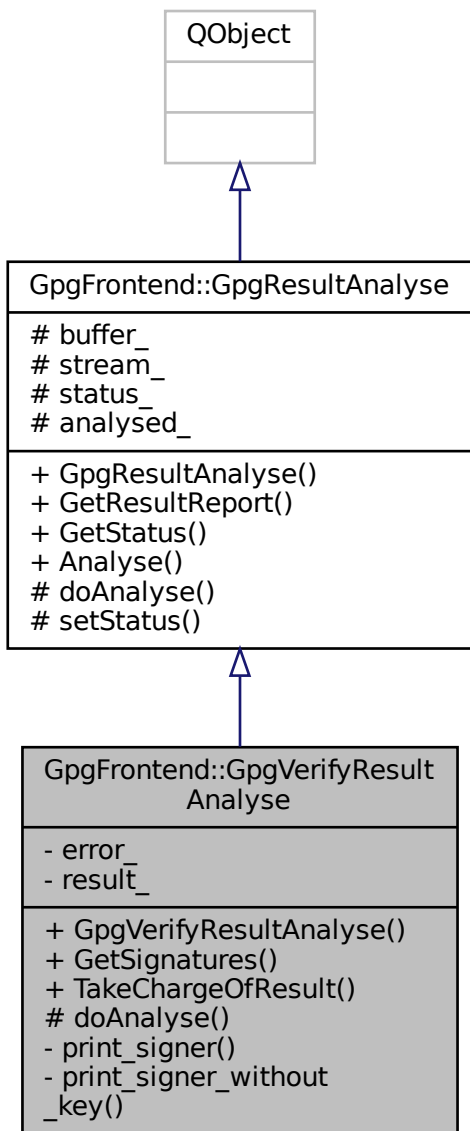 QObject
GpgFrontend::GpgResultAnalyse
# buffer_
# stream_
# status_
# analysed_
+ GpgResultAnalyse()
+ GetResultReport()
+ GetStatus()
+ Analyse()
# doAnalyse()
# setStatus()
GpgFrontend::GpgVerifyResult
Analyse
- error_
- result_
+ GpgVerifyResultAnalyse()
+ GetSignatures()
+ TakeChargeOfResult()
# doAnalyse()
- print_signer()
- print_signer_without
_key()